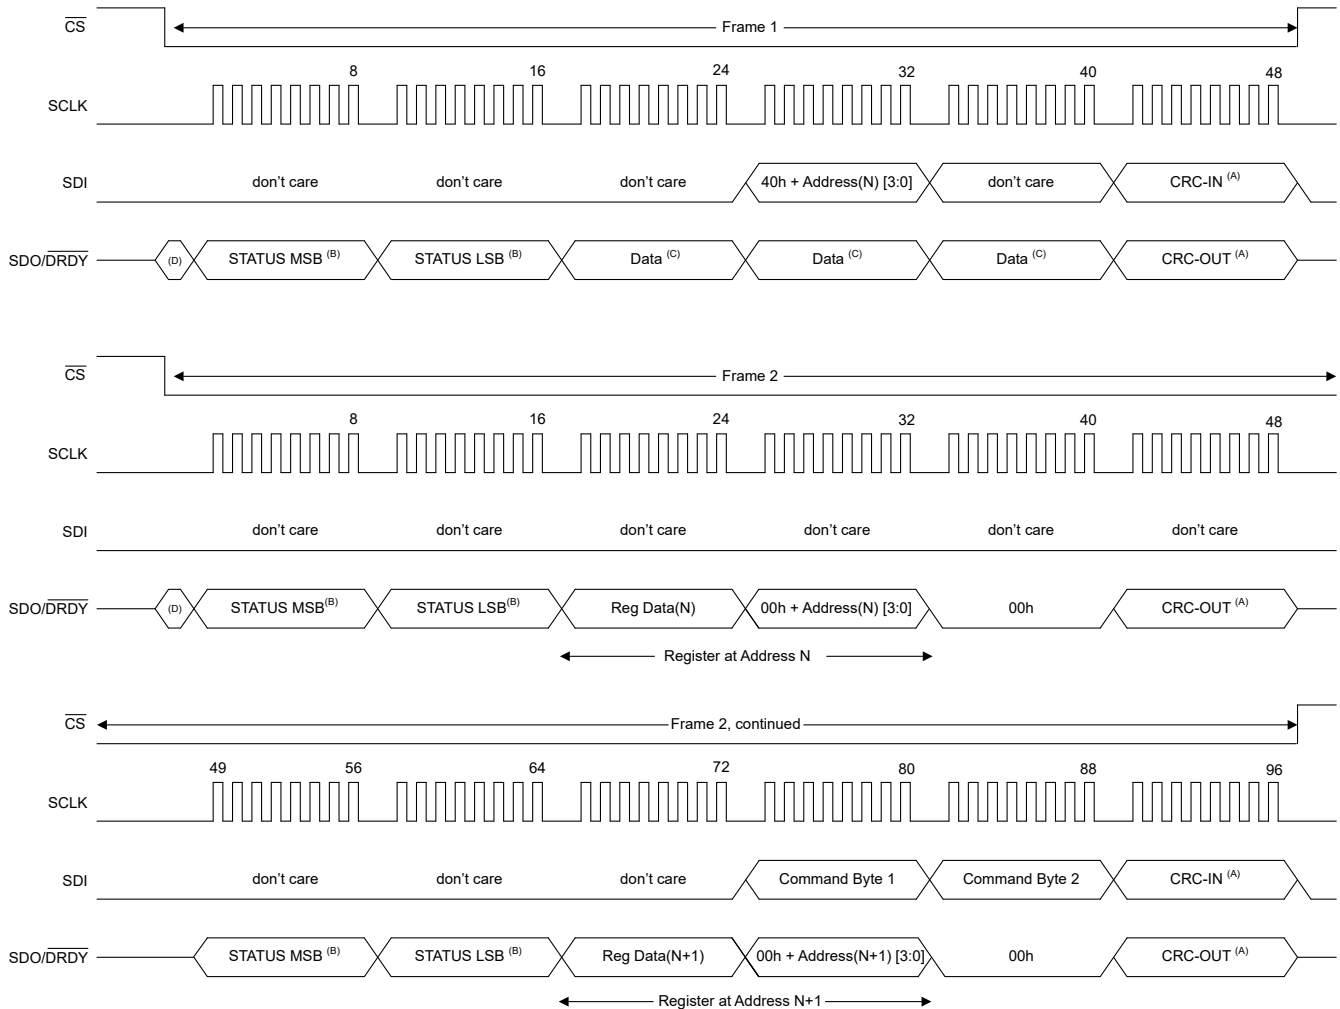 CS Frame 1
8 16 24 32 40 48
SCLK
SDI don't care don't care don't care 40h + Address(N) [3:0] don't care CRC-IN (A)
SDO/DRDY (D) STATUS MSB (B) STATUS LSB (B) Data (C) Data (C) Data (C) CRC-OUT (A)
CS Frame 2
8 16 24 32 40 48
SCLK
SDI don't care don't care don't care don't care don't care don't care
SDO/DRDY (D) STATUS MSB(B) STATUS LSB(B) Reg Data(N) 00h + Address(N) [3:0] 00h CRC-OUT (A)
Register at Address N
CS Frame 2, continued
49 56 64 72 80 88 96
SCLK
SDI don't care don't care don't care Command Byte 1 Command Byte 2 CRC-IN (A)
SDO/DRDY STATUS MSB (B) STATUS LSB (B) Reg Data(N+1) 00h + Address(N+1) [3:0] 00h CRC-OUT (A)
Register at Address N+1